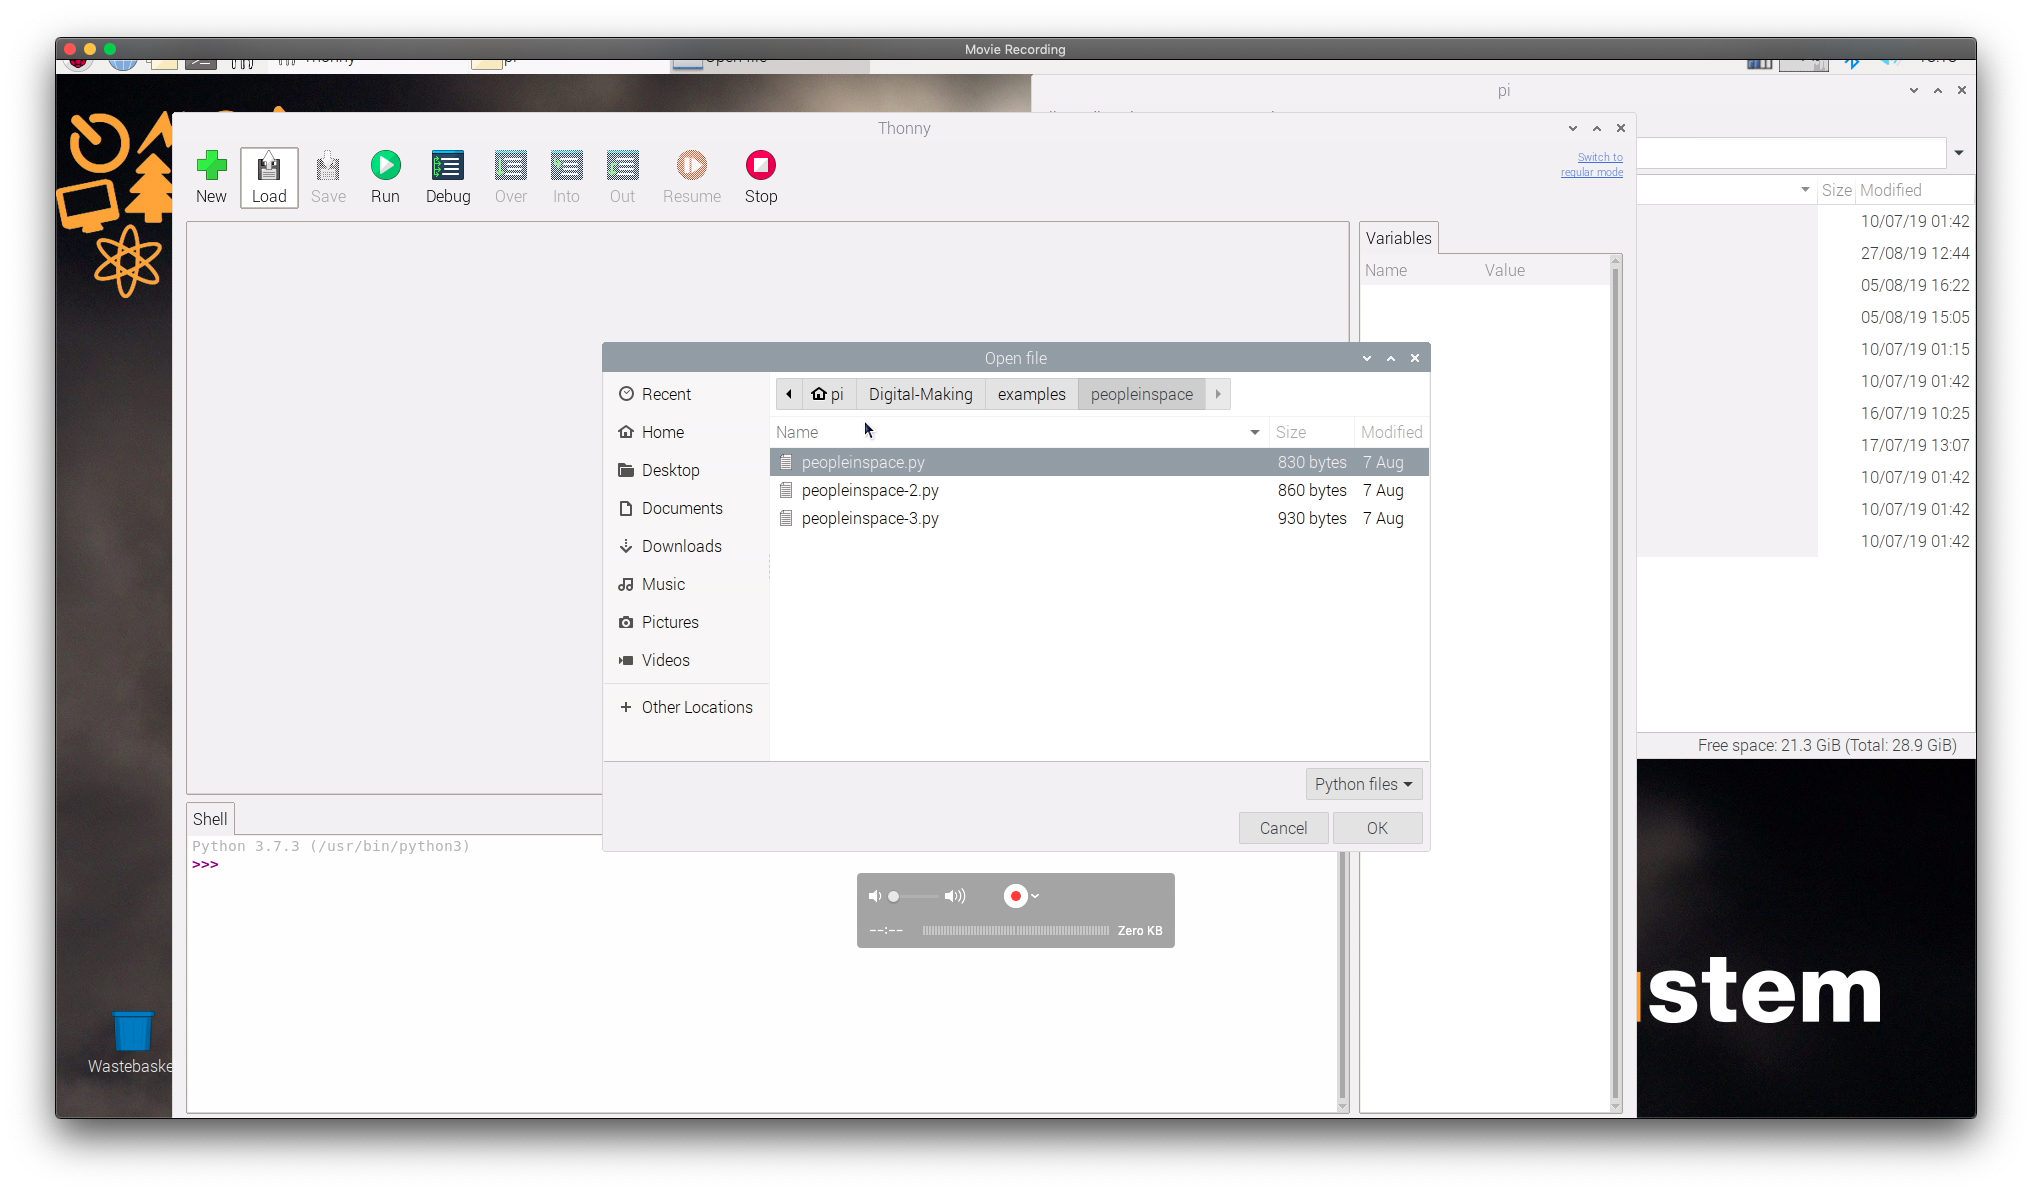 Movie Recording
Thonny
pi
Open file
pi
Thonny
New
Load
Save
Run
Debug
Over
Into
Out
Resume
Stop
Switch to
regular mode
Size
Modified
10/07/19 01:42
27/08/19 12:44
05/08/19 16:22
05/08/19 15:05
10/07/19 01:15
10/07/19 01:42
16/07/19 10:25
17/07/19 13:07
10/07/19 01:42
10/07/19 01:42
10/07/19 01:42
Free space: 21.3 GiB (Total: 28.9 GiB)
Variables
Name
Value
Open file
Recent
Home
Desktop
Documents
Downloads
Music
Pictures
Videos
+ Other Locations
pi
Digital-Making
examples
peopleinspace
Name
Size
Modified
peopleinspace.py 830 bytes 7 Aug
peopleinspace-2.py 860 bytes 7 Aug
peopleinspace-3.py 930 bytes 7 Aug
Python files
Cancel
OK
Shell
Python 3.7.3 (/usr/bin/python3)
>>>
--:--
Zero KB
stem
Wastebaske